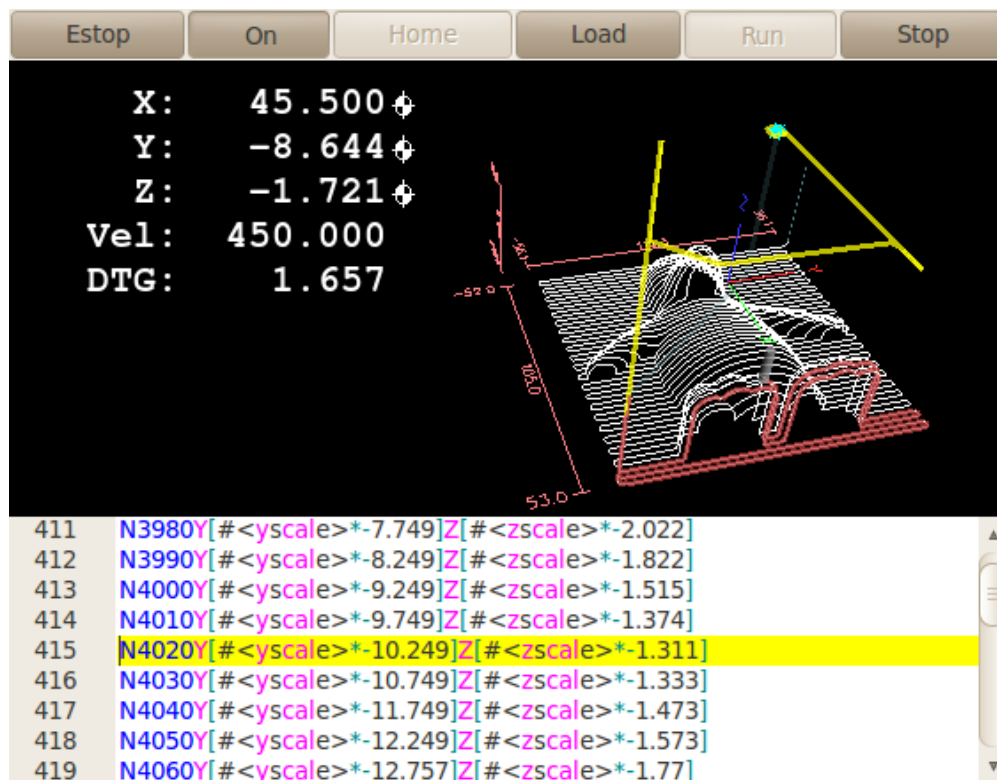 Estop On Home Load Run Stop
X: 45.500
Y: -8.644
Z: -1.721
Vel: 450.000
DTG: 1.657
105.0
53.0
411 N3980Y[#<yscale>*-7.749]Z[#<zscale>*-2.022]
412 N3990Y[#<yscale>*-8.249]Z[#<zscale>*-1.822]
413 N4000Y[#<yscale>*-9.249]Z[#<zscale>*-1.515]
414 N4010Y[#<yscale>*-9.749]Z[#<zscale>*-1.374]
415 N4020Y[#<yscale>*-10.249]Z[#<zscale>*-1.311]
416 N4030Y[#<yscale>*-10.749]Z[#<zscale>*-1.333]
417 N4040Y[#<yscale>*-11.749]Z[#<zscale>*-1.473]
418 N4050Y[#<yscale>*-12.249]Z[#<zscale>*-1.573]
419 N4060Y[#<yscale>*-12.757]Z[#<zscale>*-1.77]